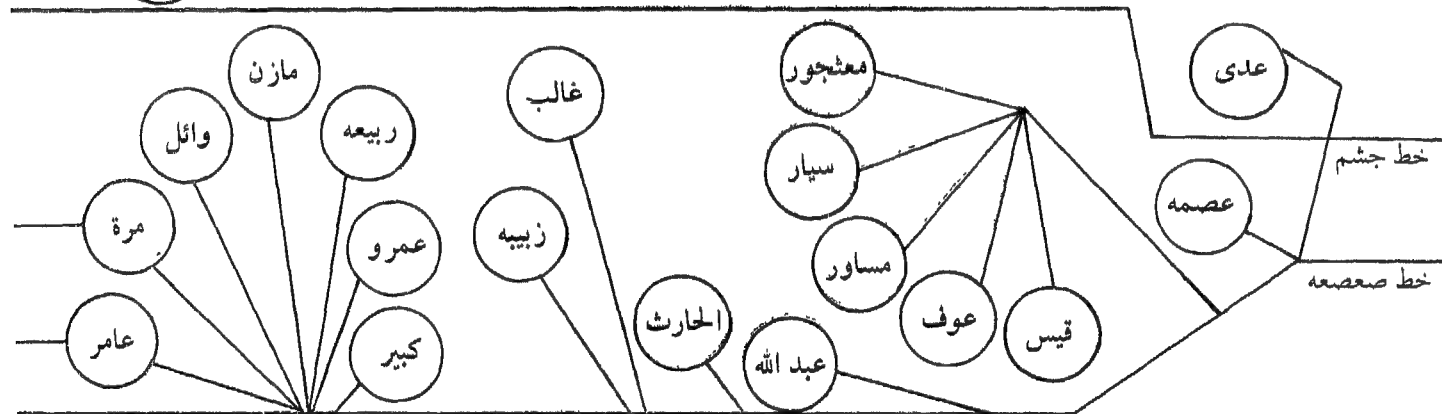 عدى
خط جشم
عصمه
خط صعصعه
معثجور
سيار
مساور
عوف
قيس
عبد الله
الحارث
غالب
زبيبه
مازن
وائل
ربيعه
مرة
عمرو
عامر
كبير